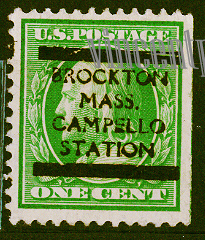 U.S. POSTAGE
BROCKTON
MASS.
CAMPELLO
STATION
ONE CENT